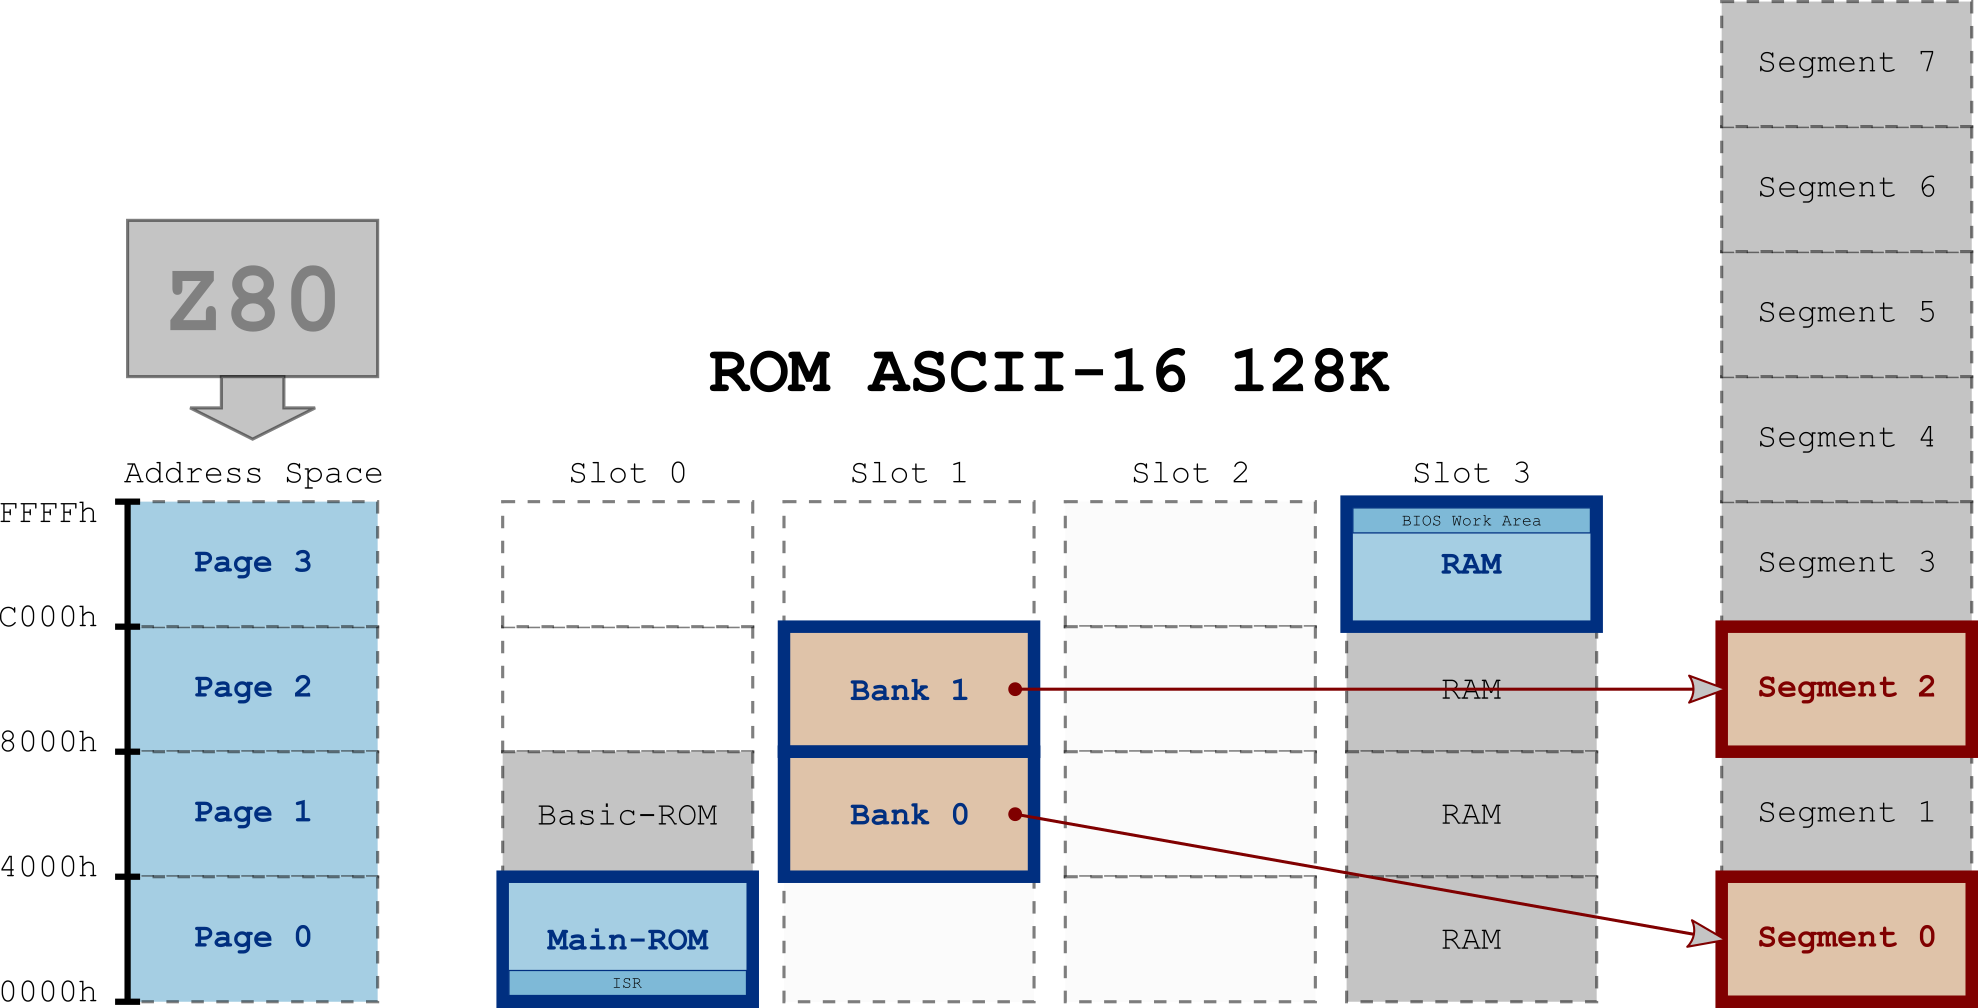 Segment 7
Segment 6
Z80
Segment 5
ROM ASCII-16 128K
Segment 4
Address Space
Slot 0
Slot 1
Slot 2
Slot 3
FFFFh
BIOS Work Area
Page 3
RAM
Segment 3
C000h
Page 2
Bank 1
RAM
Segment 2
8000h
Page 1
Basic-ROM
Bank 0
RAM
Segment 1
4000h
Page 0
Main-ROM
RAM
Segment 0
ISR
0000h